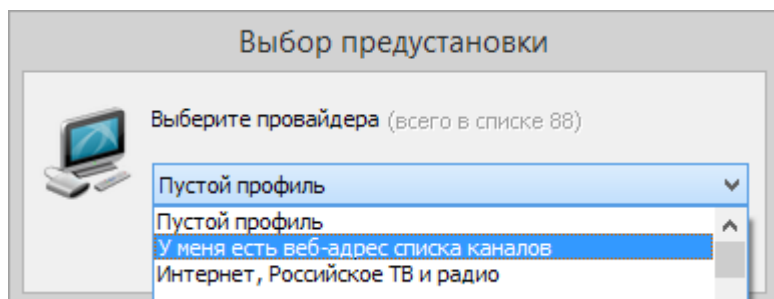 Выбор предустановки
Выберите провайдера (всего в списке 88)
Пустой профиль
Пустой профиль
У меня есть веб-адрес списка каналов
Интернет, Российское ТВ и радио